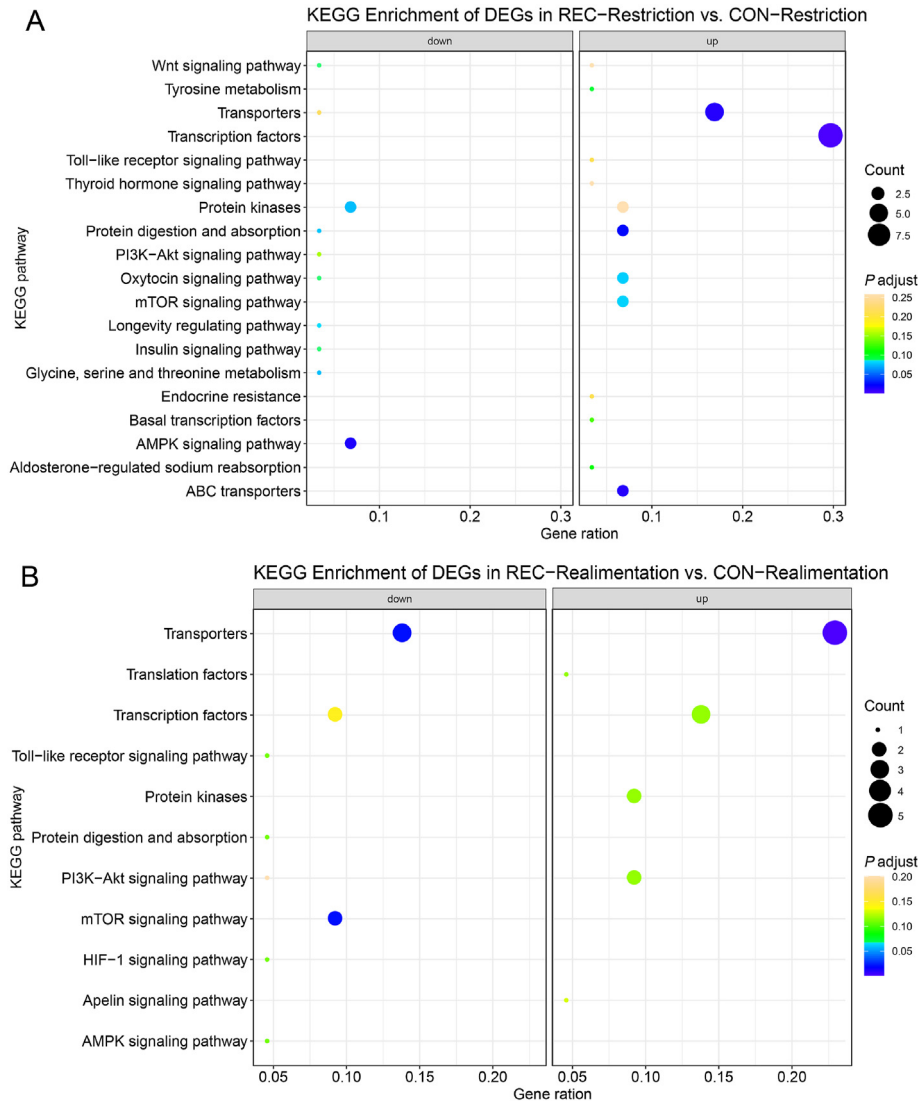 A
KEGG Enrichment of DEGs in REC−Restriction vs. CON−Restriction
down
up
Wnt signaling pathway
Tyrosine metabolism
Transporters
Transcription factors
Toll−like receptor signaling pathway
Thyroid hormone signaling pathway
Protein kinases
Protein digestion and absorption
PI3K−Akt signaling pathway
Oxytocin signaling pathway
mTOR signaling pathway
Longevity regulating pathway
Insulin signaling pathway
Glycine, serine and threonine metabolism
Endocrine resistance
Basal transcription factors
AMPK signaling pathway
Aldosterone−regulated sodium reabsorption
ABC transporters
KEGG pathway
0.1 0.2 0.3 0.1 0.2 0.3
Gene ration
Count
2.5
5.0
7.5
P adjust
0.25
0.20
0.15
0.10
0.05
B
KEGG Enrichment of DEGs in REC−Realimentation vs. CON−Realimentation
down
up
Transporters
Translation factors
Transcription factors
Toll−like receptor signaling pathway
Protein kinases
Protein digestion and absorption
PI3K−Akt signaling pathway
mTOR signaling pathway
HIF−1 signaling pathway
Apelin signaling pathway
AMPK signaling pathway
KEGG pathway
0.05 0.10 0.15 0.20 0.05 0.10 0.15 0.20
Gene ration
Count
1
2
3
4
5
P adjust
0.20
0.15
0.10
0.05